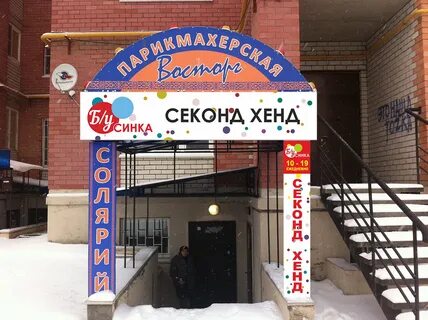 ПАРИКМАХЕРСКАЯ
Восторг
Б/у СИНКА
СЕКОНД ХЕНД
СОЛЯРИЙ
Б/у СИНКА
10 - 19
ЕЖЕДНЕВНО
СЕКОНД ХЕНД